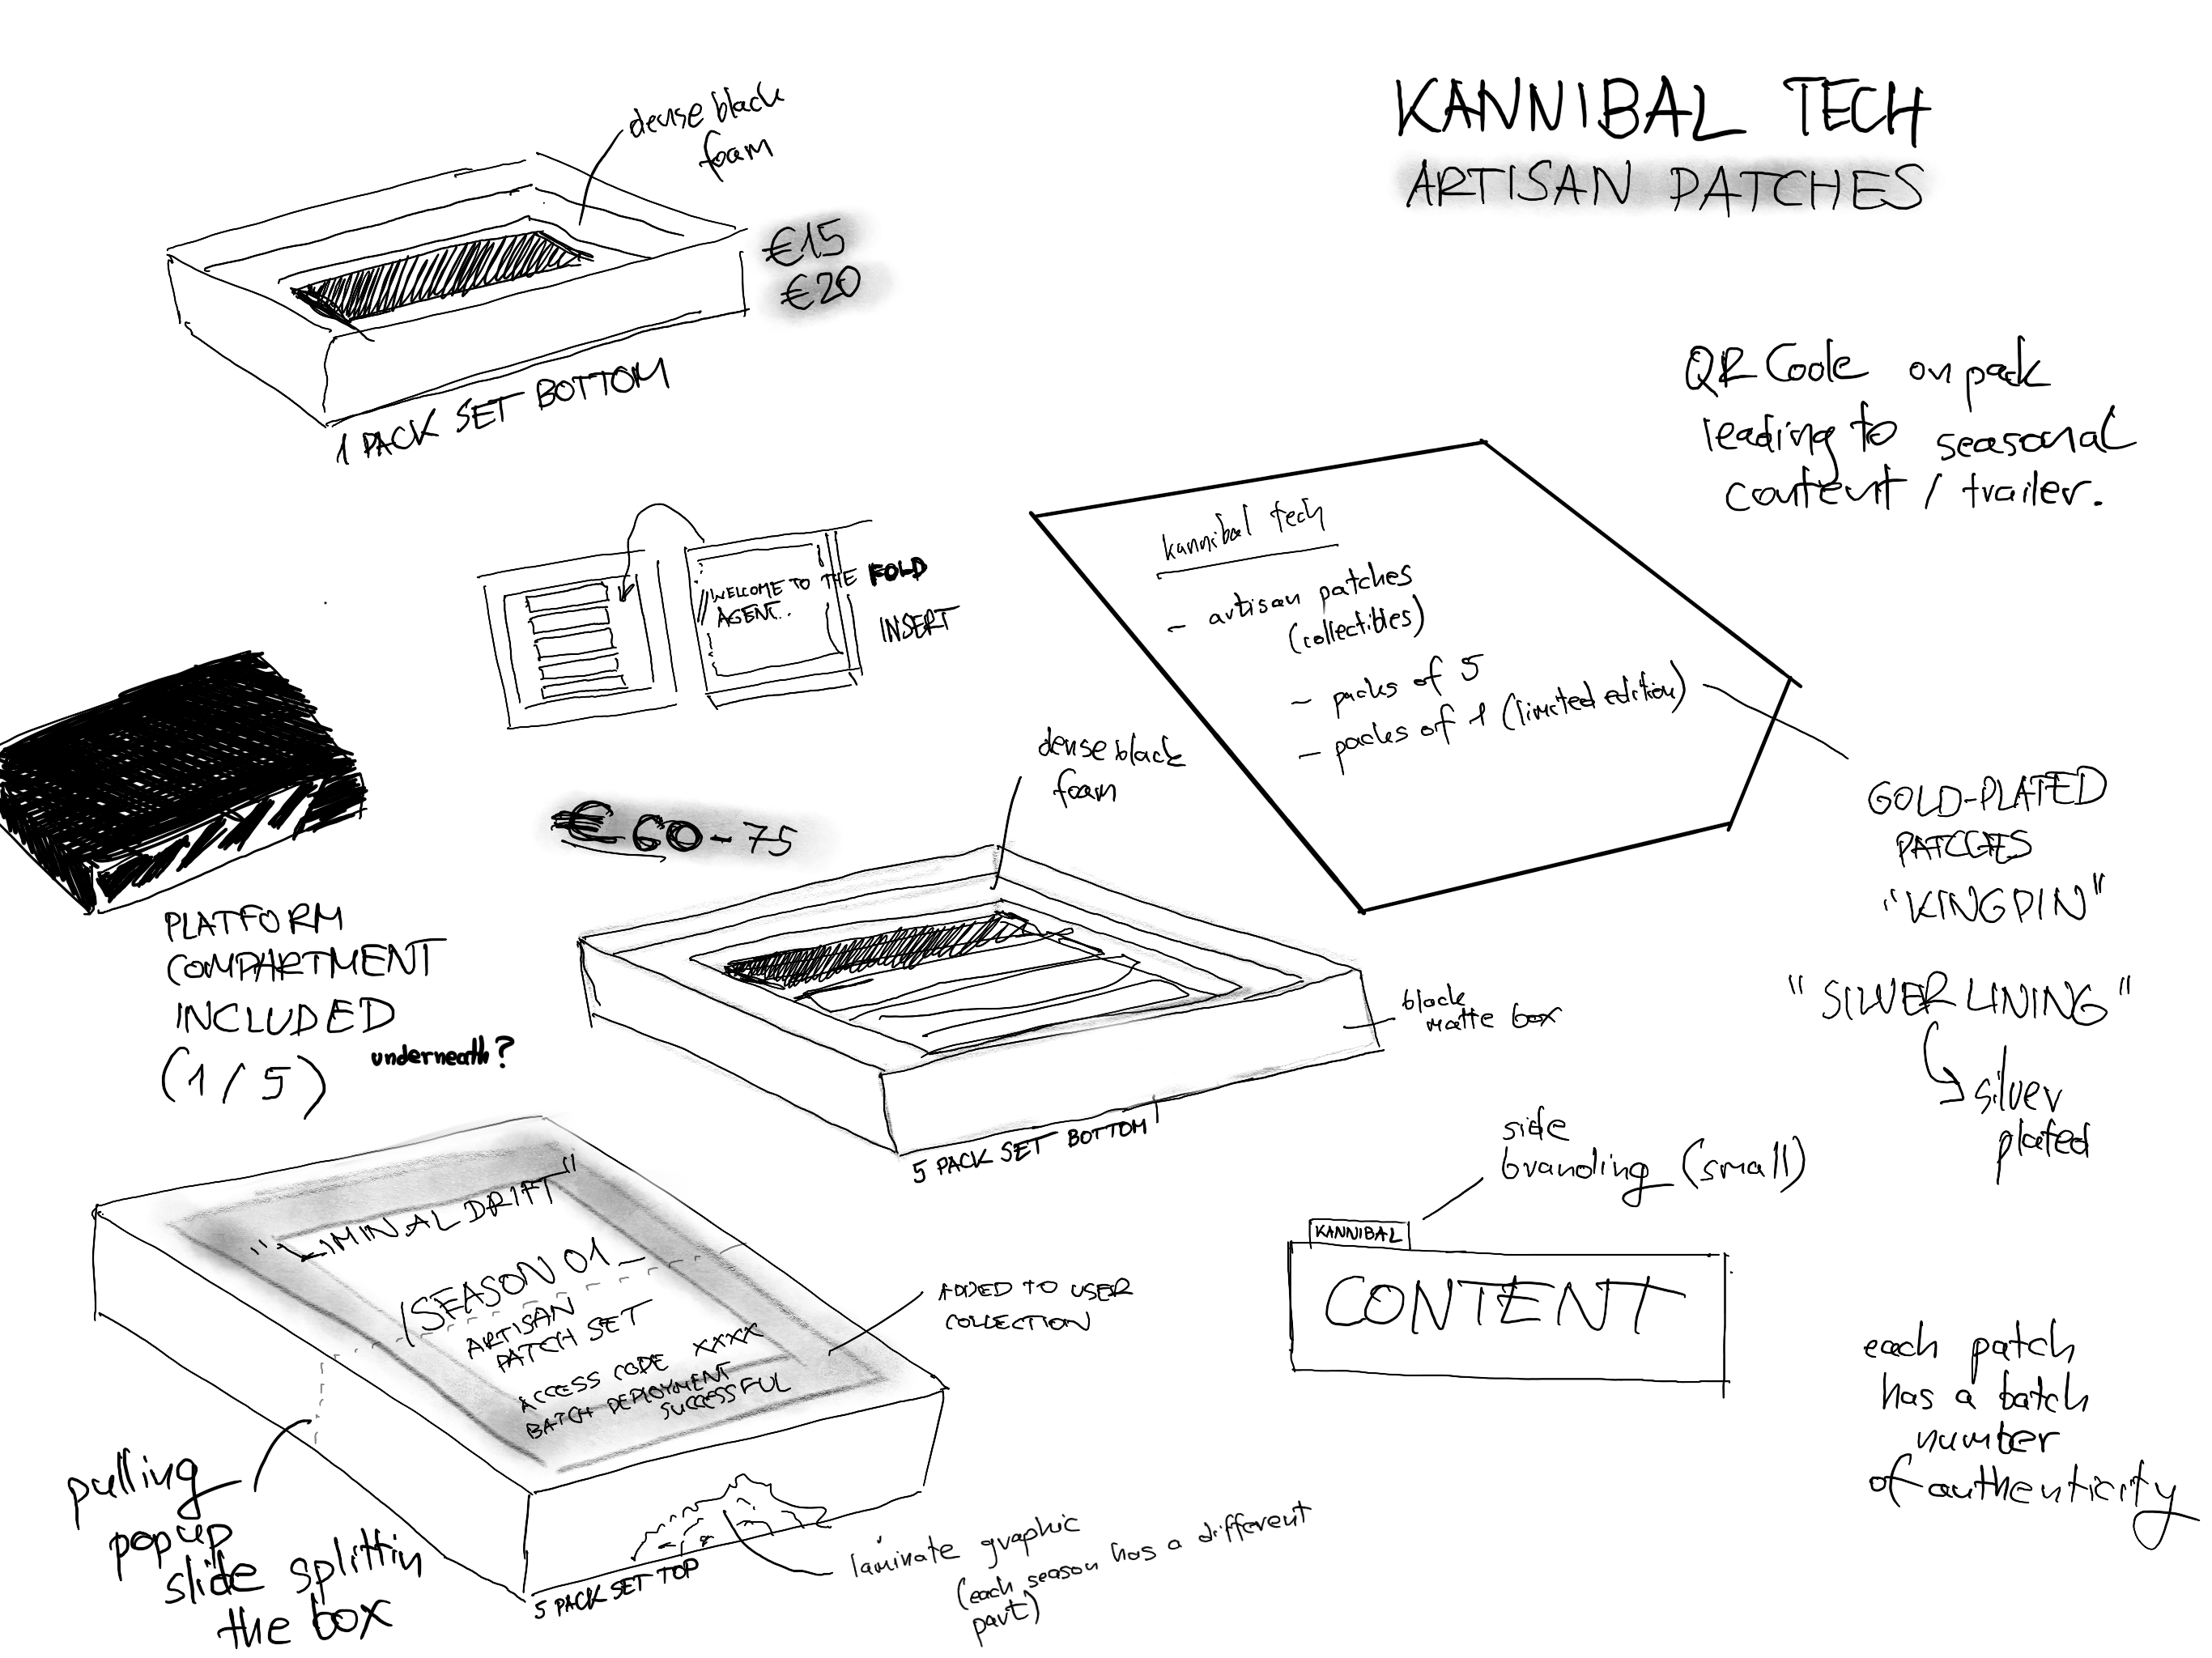 KANNIBAL TECH
ARTISAN PATCHES
dense black
foam
€15
€20
1 PACK SET BOTTOM
QR Code on pack
leading to seasonal
content / trailer.
WELCOME TO THE FOLD
AGENT..
INSERT
kannibal tech
- artisan patches
(collectibles)
- packs of 5
- packs of 1 (limited edition)
GOLD-PLATED
PATCCHES
"KINGPIN"
"SILVER LINING"
silver
plated
PLATFORM
COMPARTMENT
INCLUDED
(1/5)
underneath?
€60-75
dense black
foam
black
matte box
5 PACK SET BOTTOM
"LIMINAL DRIFT"
/SEASON 01_
ARTISAN
PATCH SET
ACCESS CODE XXXX
BATCH DEPLOYMENT
SUCCESSFUL
ADDED TO USER
COLLECTION
pulling
popup
slide splittin
the box
5 PACK SET TOP
laminate graphic
(each season has a different
part)
side
branding (small)
KANNIBAL
CONTENT
each patch
has a batch
number
of authenticity